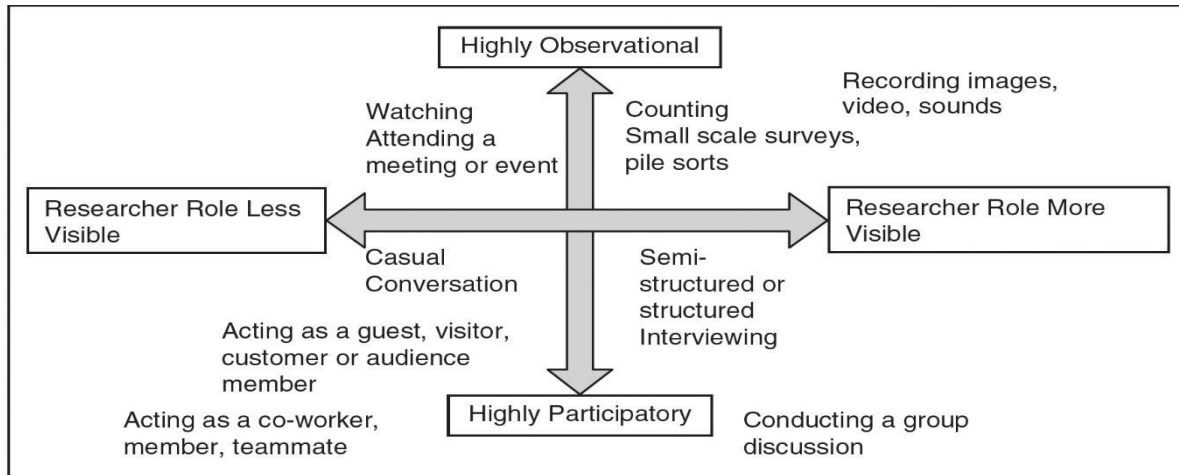 Highly Observational
Recording images,
video, sounds
Watching
Attending a
meeting or event
Counting
Small scale surveys,
pile sorts
Researcher Role Less
Visible
Researcher Role More
Visible
Casual
Conversation
Semi-
structured or
structured
Interviewing
Acting as a guest, visitor,
customer or audience
member
Acting as a co-worker,
member, teammate
Highly Participatory
Conducting a group
discussion